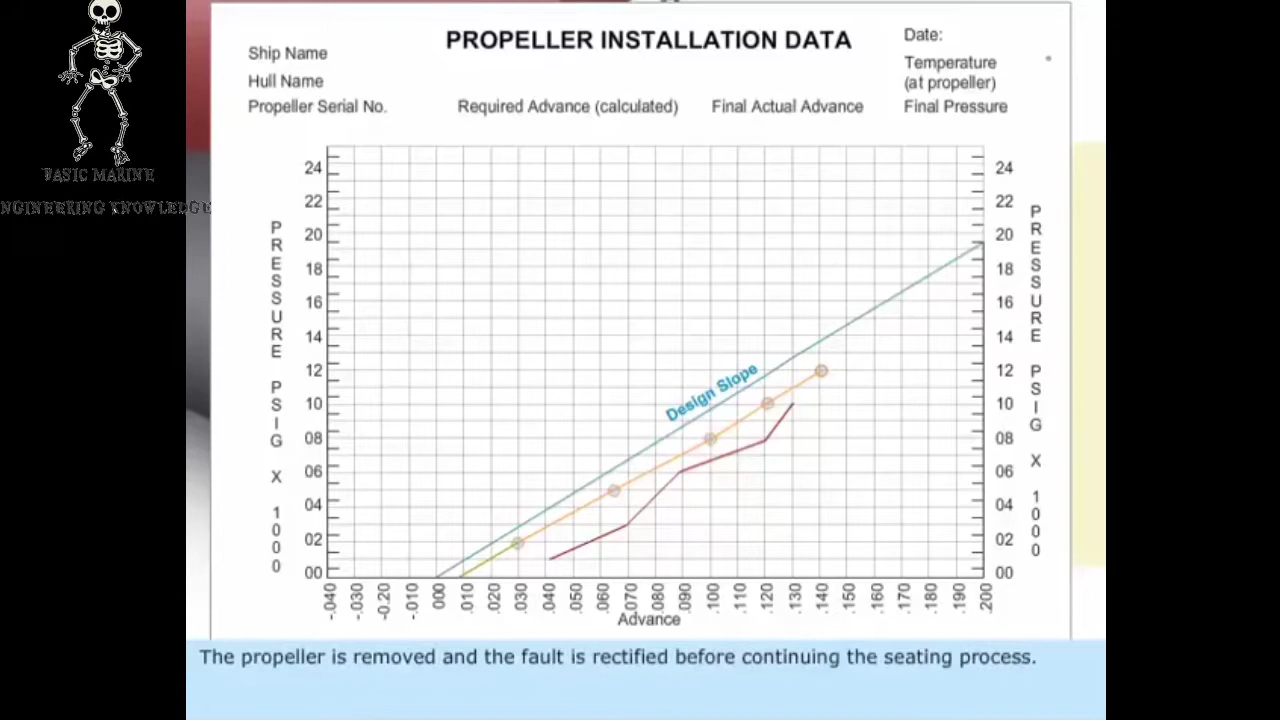 BASIC MARINE
ENGINEERING KNOWLEDGE
PROPELLER INSTALLATION DATA
Ship Name
Hull Name
Propeller Serial No.
Required Advance (calculated)
Final Actual Advance
Date:
Temperature
(at propeller)
Final Pressure
PRESSURE PSIG X 1000
24
22
20
18
16
14
12
10
08
06
04
02
00
Design Slope
24
22
20
18
16
14
12
10
08
06
04
02
00
PRESSURE PSIG X 1000
-.040 -.030 -0.20 -.010 000 .010 .020 .030 .040 .050 .060 .070 .080 .090 .100 .110 .120 .130 .140 .150 .160 .170 .180 .190 .200
Advance
The propeller is removed and the fault is rectified before continuing the seating process.